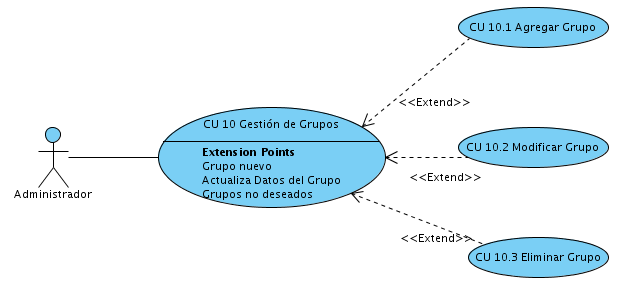 CU 10.1 Agregar Grupo
<<Extend>>
CU 10 Gestión de Grupos
Extension Points
Grupo nuevo
Actualiza Datos del Grupo
Grupos no deseados
CU 10.2 Modificar Grupo
<<Extend>>
Administrador
<<Extend>>
CU 10.3 Eliminar Grupo